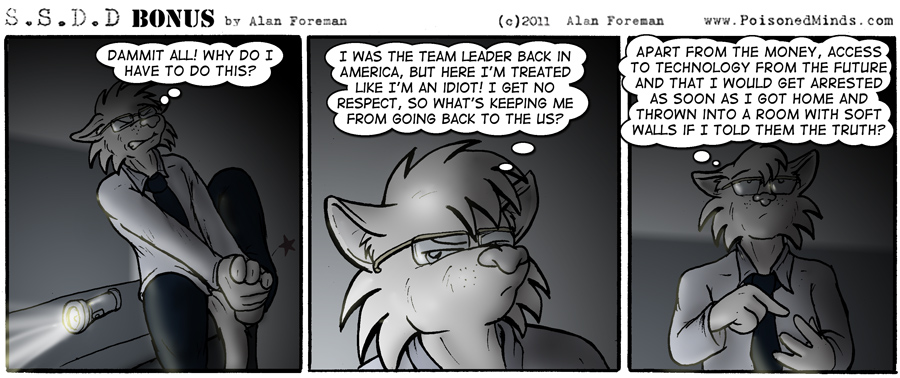 S.S.D.D BONUS by Alan Foreman (c)2011 Alan Foreman www.PoisonedMinds.com
DAMMIT ALL! WHY DO I
HAVE TO DO THIS?
I WAS THE TEAM LEADER BACK IN
AMERICA, BUT HERE I'M TREATED
LIKE I'M AN IDIOT! I GET NO
RESPECT, SO WHAT'S KEEPING ME
FROM GOING BACK TO THE US?
APART FROM THE MONEY, ACCESS
TO TECHNOLOGY FROM THE FUTURE
AND THAT I WOULD GET ARRESTED
AS SOON AS I GOT HOME AND
THROWN INTO A ROOM WITH SOFT
WALLS IF I TOLD THEM THE TRUTH?